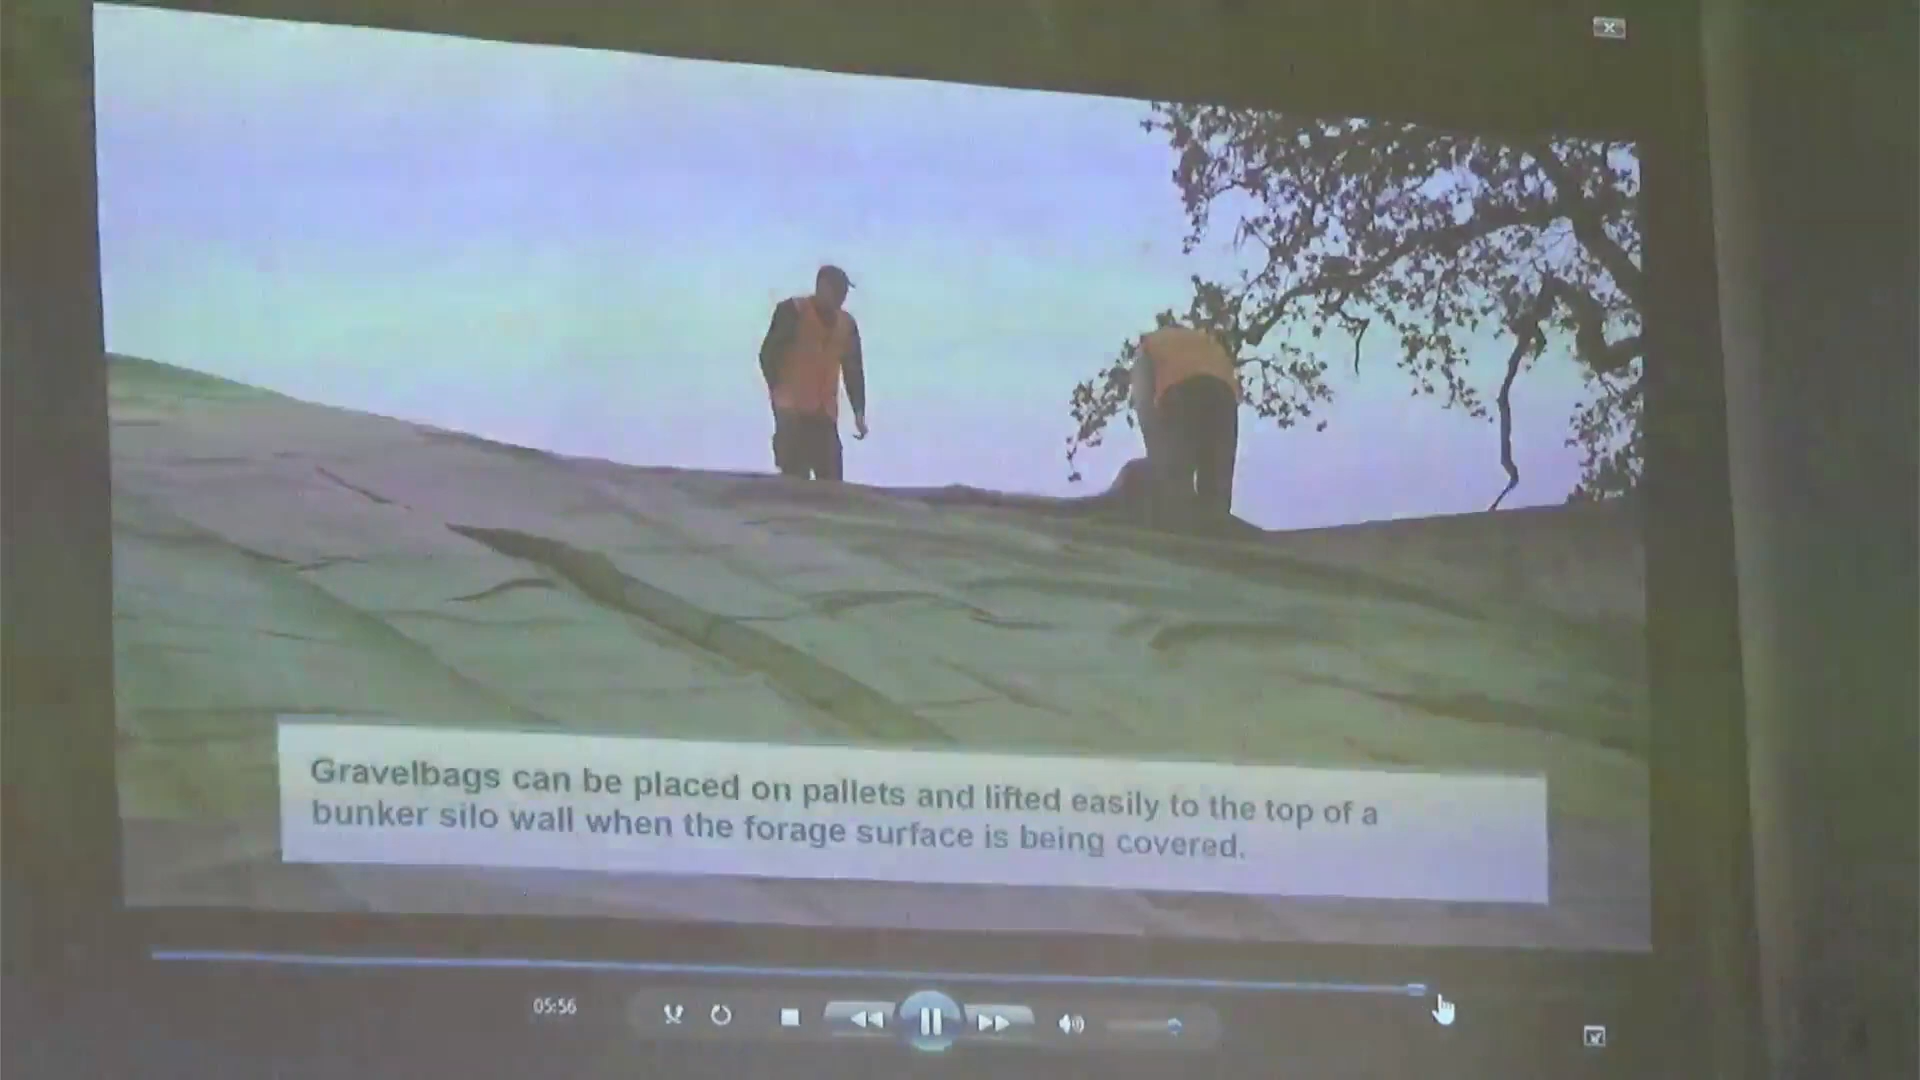 Gravelbags can be placed on pallets and lifted easily to the top of a
bunker silo wall when the forage surface is being covered.
05:56